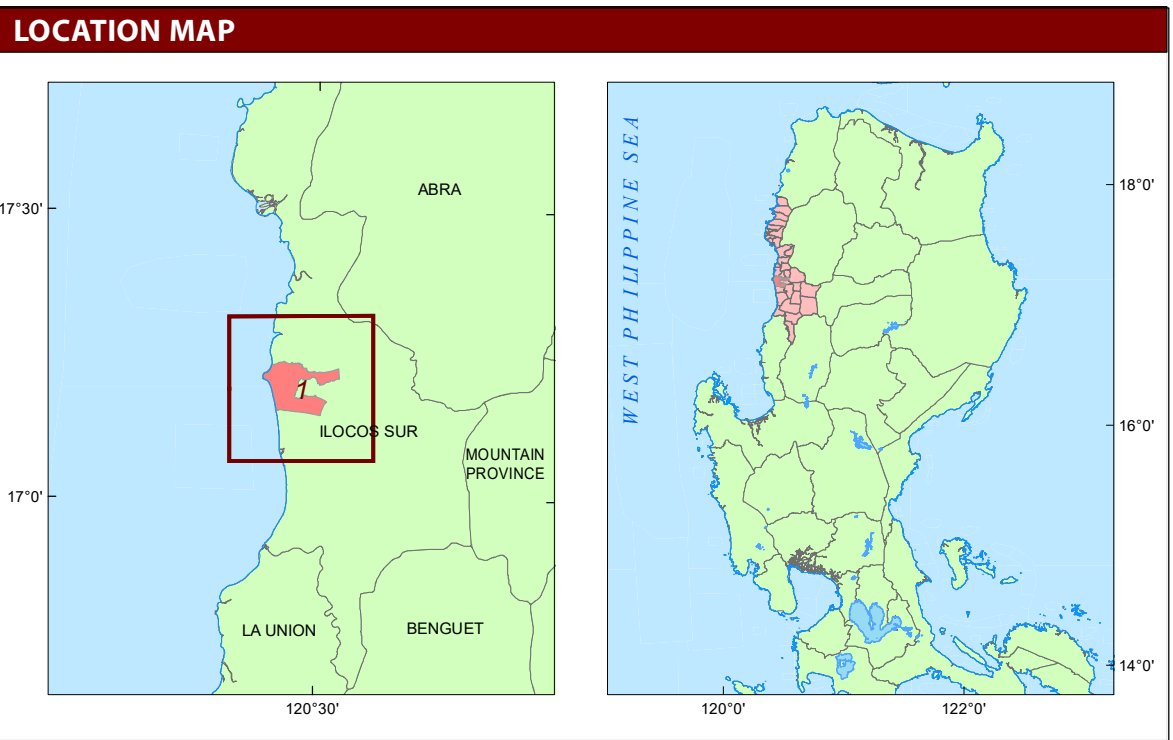 LOCATION MAP
ABRA
17°30'
1
ILOCOS SUR
MOUNTAIN
PROVINCE
17°0'
LA UNION
BENGUET
120°30'
WEST PHILIPPINE SEA
18°0'
16°0'
14°0'
120°0'
122°0'